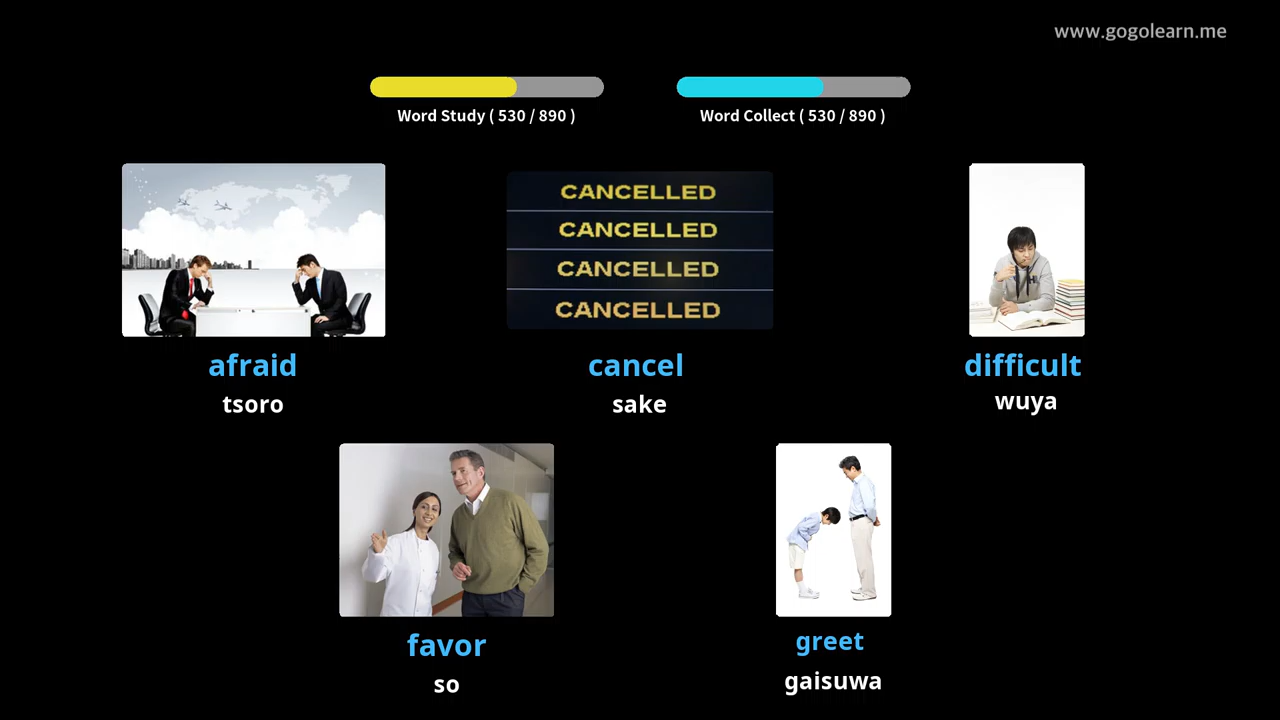 www.gogolearn.me
Word Study ( 530 / 890 )
Word Collect ( 530 / 890 )
CANCELLED
CANCELLED
CANCELLED
CANCELLED
afraid
tsoro
cancel
sake
difficult
wuya
favor
so
greet
gaisuwa